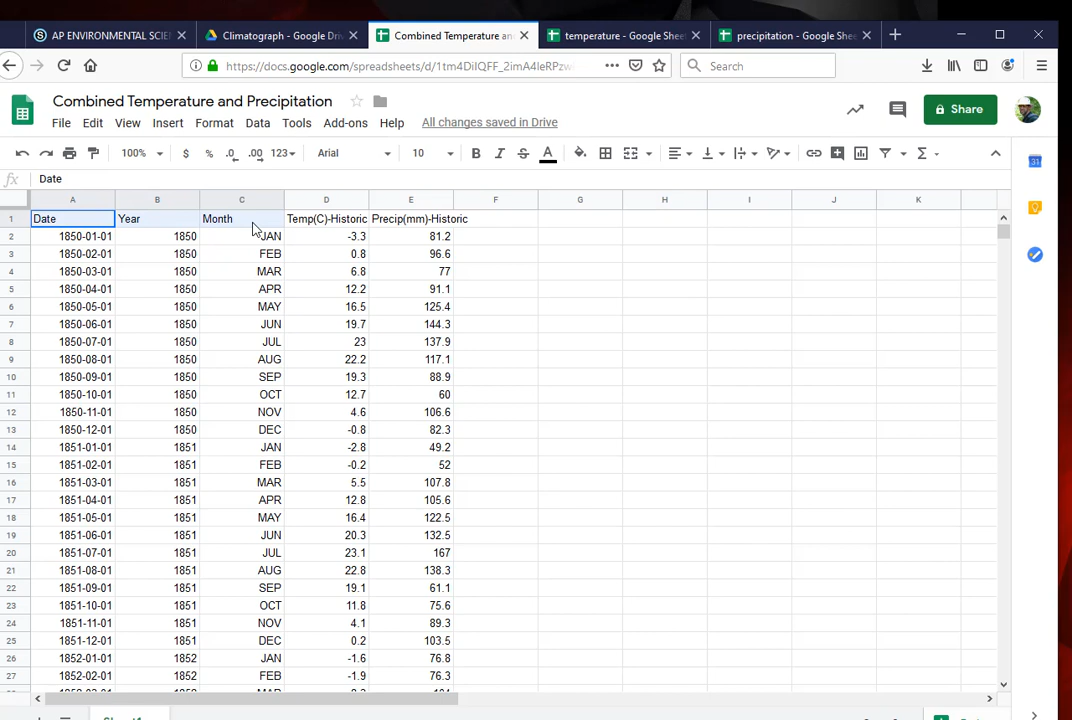 AP ENVIRONMENTAL SCIE
Climatograph - Google Drive
Combined Temperature an
temperature - Google Sheet
precipitation - Google Shee
https://docs.google.com/spreadsheets/d/1tm4DiIQFF_2imA4leRPzw
Search
Combined Temperature and Precipitation
File Edit View Insert Format Data Tools Add-ons Help All changes saved in Drive
Share
100% $ % .0 .00 123 Arial 10 B I S A
fx Date
A B C D E F G H I J K
1 Date Year Month Temp(C)-Historic Precip(mm)-Historic
2 1850-01-01 1850 JAN -3.3 81.2
3 1850-02-01 1850 FEB 0.8 96.6
4 1850-03-01 1850 MAR 6.8 77
5 1850-04-01 1850 APR 12.2 91.1
6 1850-05-01 1850 MAY 16.5 125.4
7 1850-06-01 1850 JUN 19.7 144.3
8 1850-07-01 1850 JUL 23 137.9
9 1850-08-01 1850 AUG 22.2 117.1
10 1850-09-01 1850 SEP 19.3 88.9
11 1850-10-01 1850 OCT 12.7 60
12 1850-11-01 1850 NOV 4.6 106.6
13 1850-12-01 1850 DEC -0.8 82.3
14 1851-01-01 1851 JAN -2.8 49.2
15 1851-02-01 1851 FEB -0.2 52
16 1851-03-01 1851 MAR 5.5 107.8
17 1851-04-01 1851 APR 12.8 105.6
18 1851-05-01 1851 MAY 16.4 122.5
19 1851-06-01 1851 JUN 20.3 132.5
20 1851-07-01 1851 JUL 23.1 167
21 1851-08-01 1851 AUG 22.8 138.3
22 1851-09-01 1851 SEP 19.1 61.1
23 1851-10-01 1851 OCT 11.8 75.6
24 1851-11-01 1851 NOV 4.1 89.3
25 1851-12-01 1851 DEC 0.2 103.5
26 1852-01-01 1852 JAN -1.6 76.8
27 1852-02-01 1852 FEB -1.9 76.3